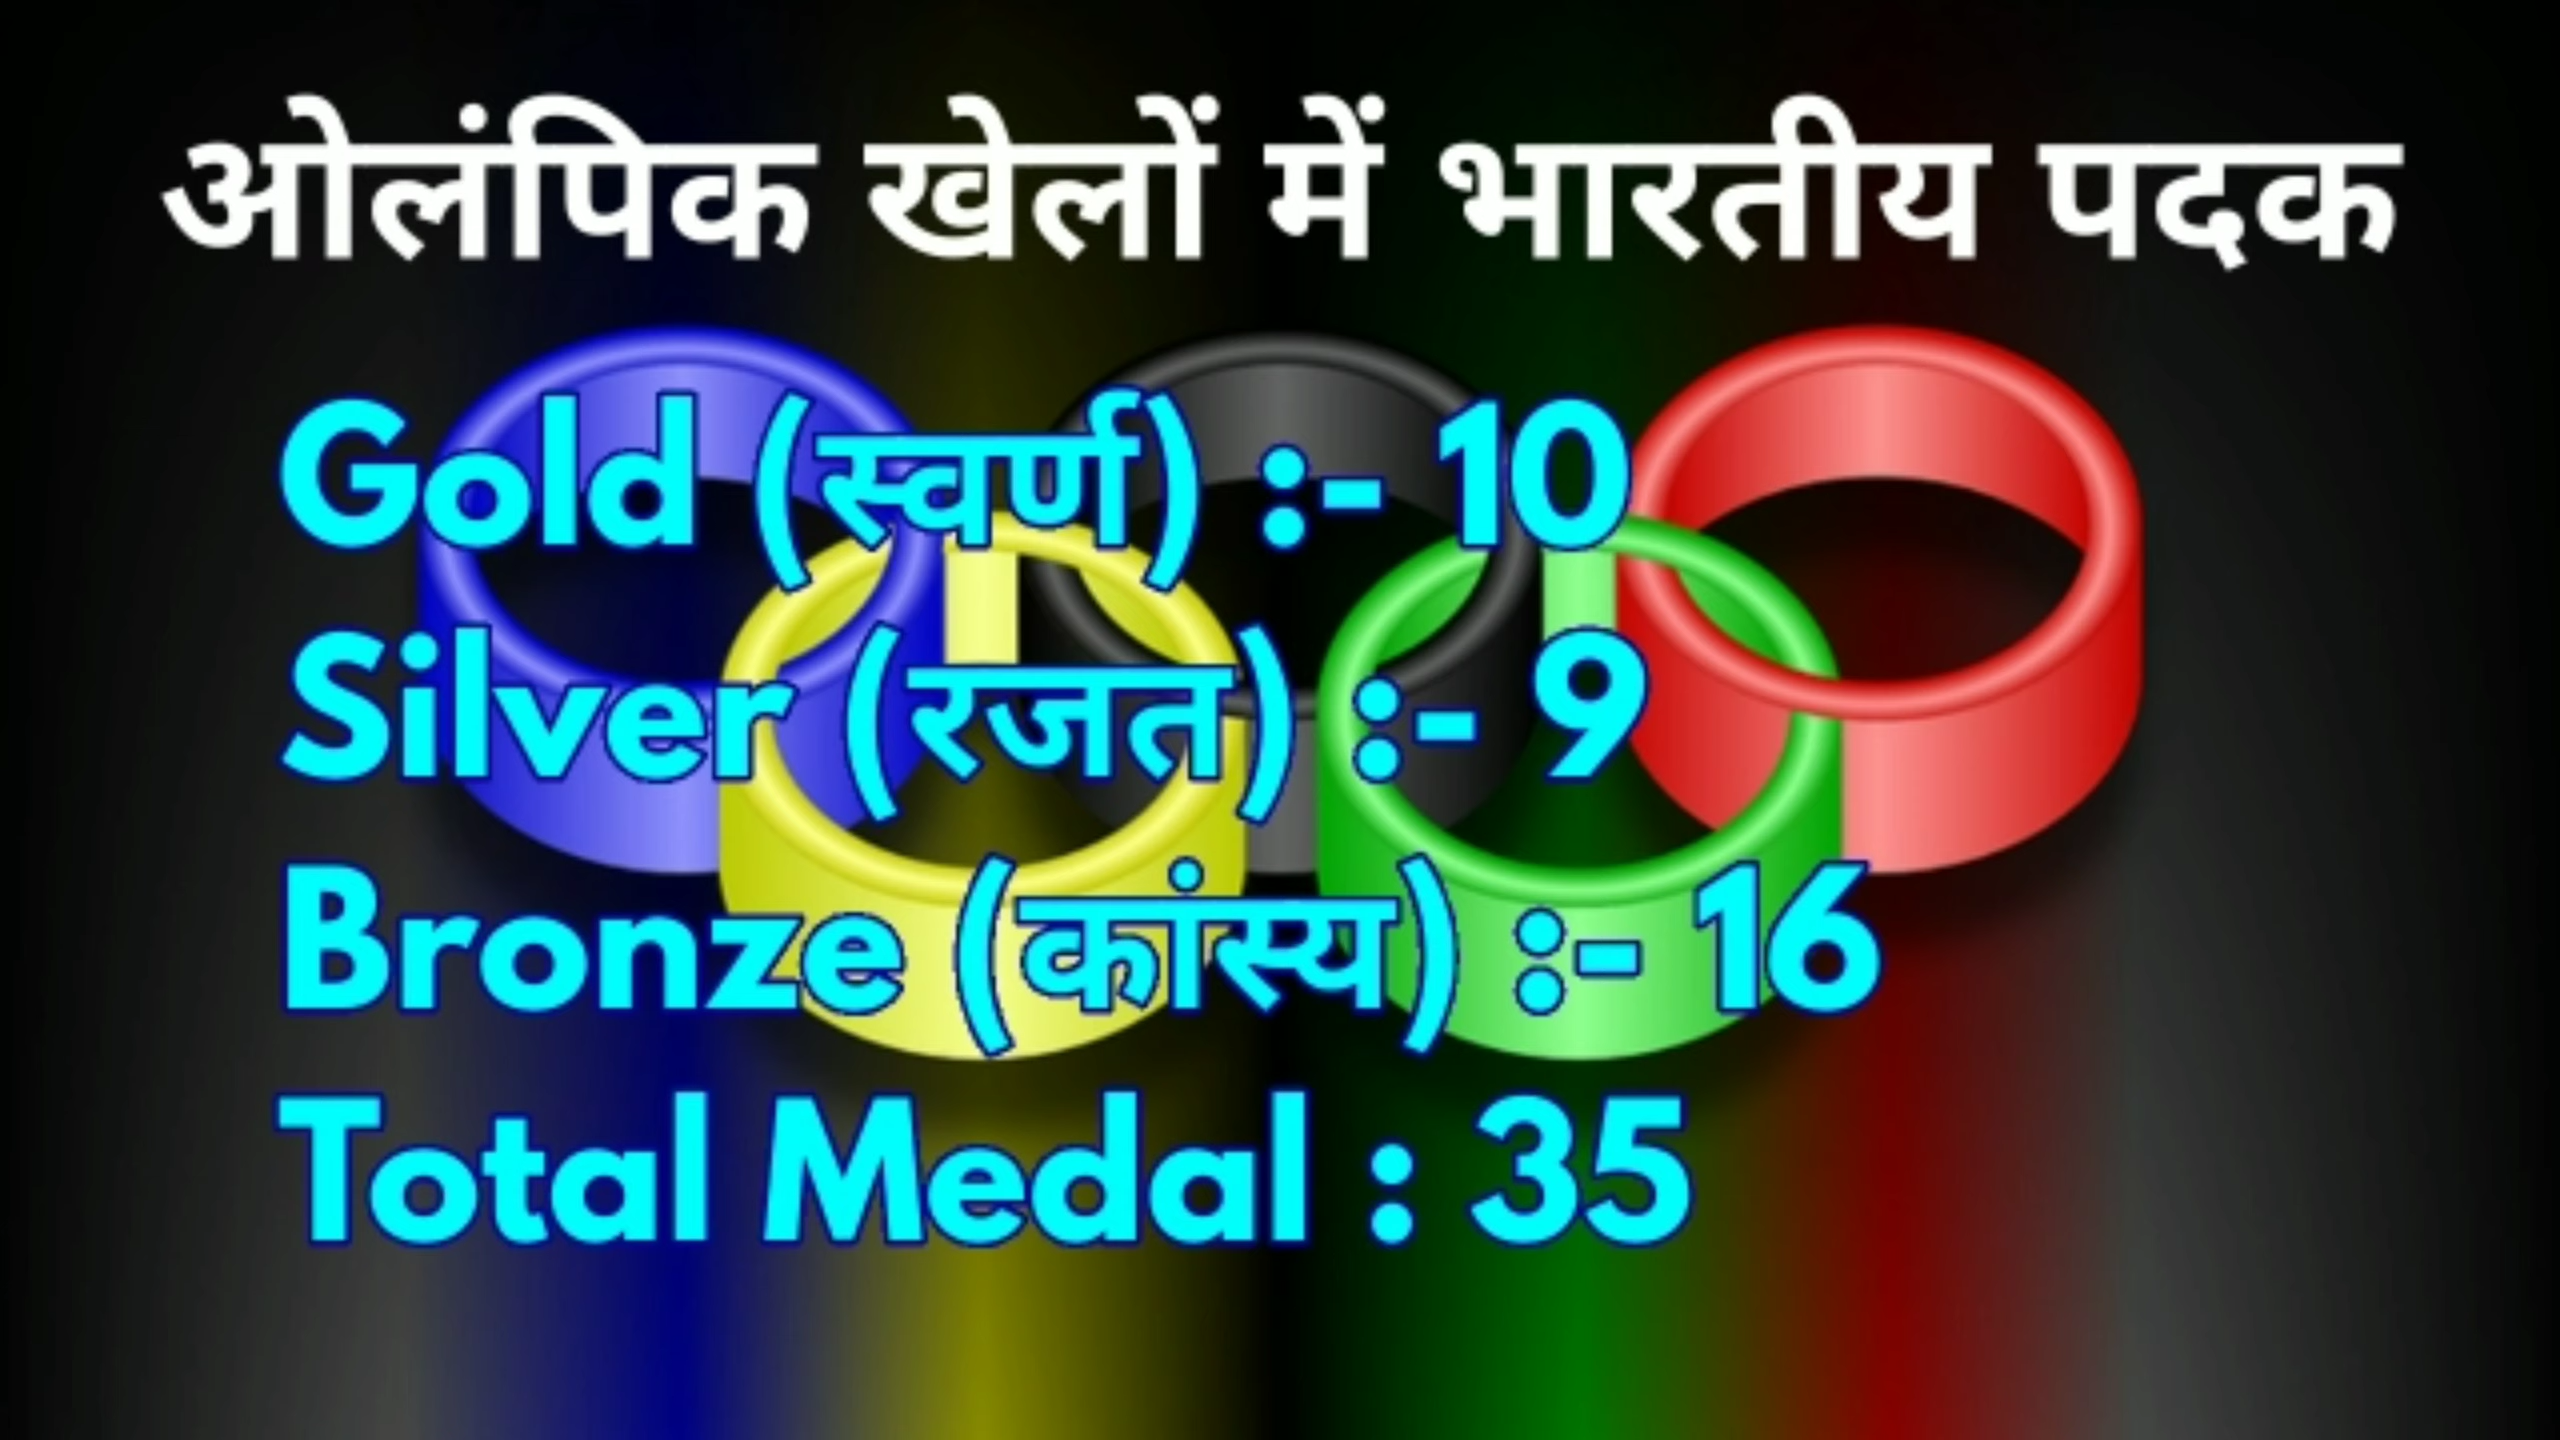 ओलंपिक खेलों में भारतीय पदक
Gold (स्वर्ण) :- 10
Silver (रजत) :- 9
Bronze (कांस्य) :- 16
Total Medal : 35